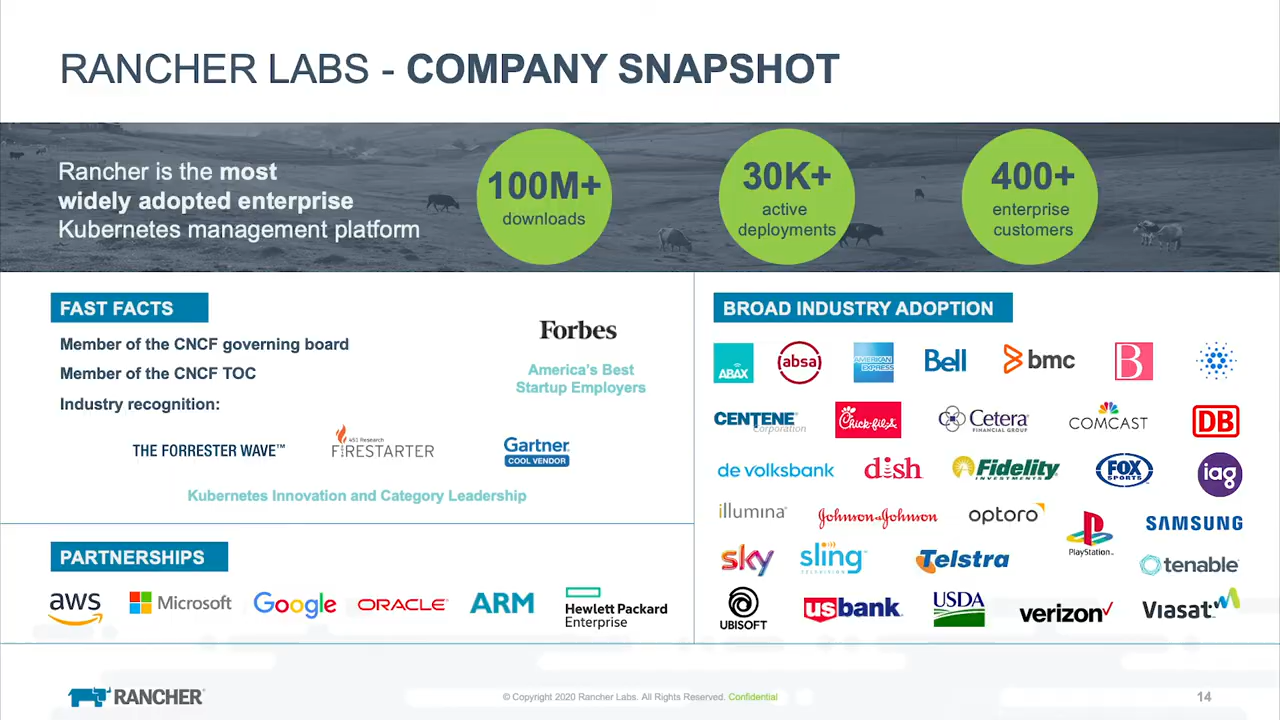 RANCHER LABS - COMPANY SNAPSHOT
Rancher is the most
widely adopted enterprise
Kubernetes management platform
100M+
downloads
30K+
active
deployments
400+
enterprise
customers
FAST FACTS
Member of the CNCF governing board
Member of the CNCF TOC
Industry recognition:
Forbes
America's Best
Startup Employers
THE FORRESTER WAVE™
451 Research
FIRESTARTER
Gartner
COOL VENDOR
Kubernetes Innovation and Category Leadership
PARTNERSHIPS
aws
Microsoft
Google
ORACLE
ARM
Hewlett Packard
Enterprise
BROAD INDUSTRY ADOPTION
ABAX
absa
AMERICAN
EXPRESS
Bell
bmc
B
CENTENE
Corporation
Chick-fil-A
Cetera
FINANCIAL GROUP
COMCAST
DB
de volksbank
dish
Fidelity
INVESTMENTS
FOX
SPORTS
iag
illumina
Johnson & Johnson
optoro
PlayStation
SAMSUNG
sky
sling
TELEVISION
Telstra
tenable
UBISOFT
usbank
USDA
verizon
Viasat
RANCHER
© Copyright 2020 Rancher Labs. All Rights Reserved. Confidential
14